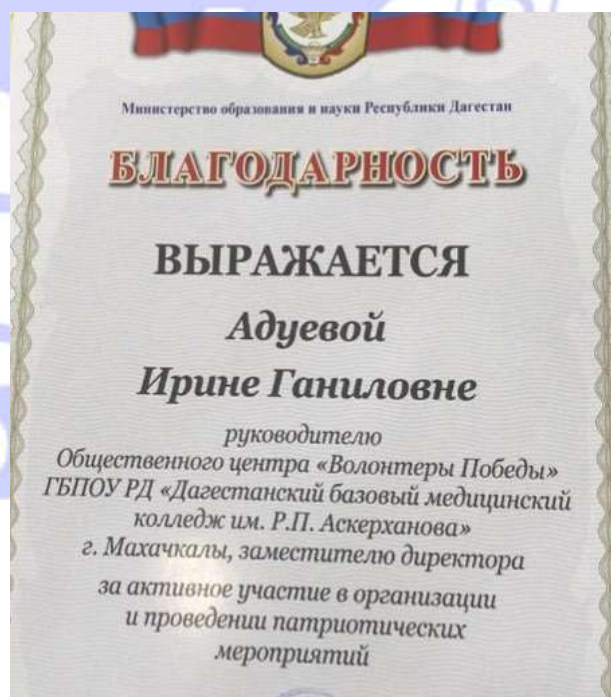 Министерство образования и науки Республики Дагестан
БЛАГОДАРНОСТЬ
ВЫРАЖАЕТСЯ
Адуевой
Ирине Ганиловне
руководителю
Общественного центра «Волонтеры Победы»
ГБПОУ РД «Дагестанский базовый медицинский
колледж им. Р.П. Аскерханова»
г. Махачкалы, заместителю директора
за активное участие в организации
и проведении патриотических
мероприятий